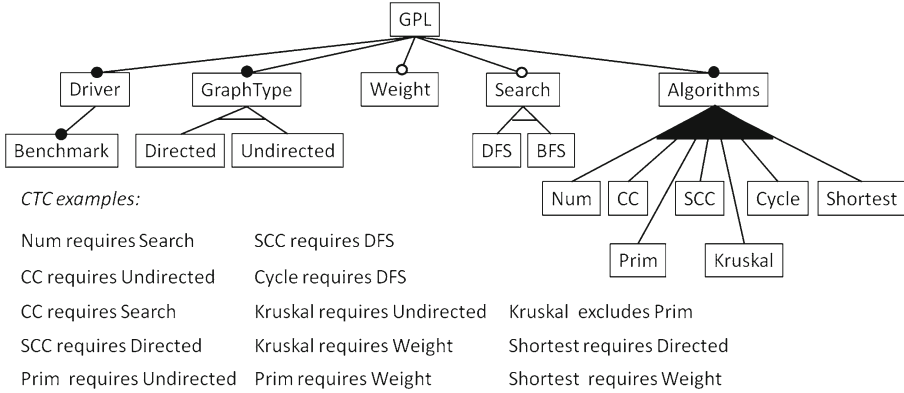 GPL
Driver GraphType Weight Search Algorithms
Benchmark Directed Undirected DFS BFS
Num CC SCC Cycle Shortest
Prim Kruskal
CTC examples:
Num requires Search SCC requires DFS
CC requires Undirected Cycle requires DFS
CC requires Search Kruskal requires Undirected Kruskal excludes Prim
SCC requires Directed Kruskal requires Weight Shortest requires Directed
Prim requires Undirected Prim requires Weight Shortest requires Weight